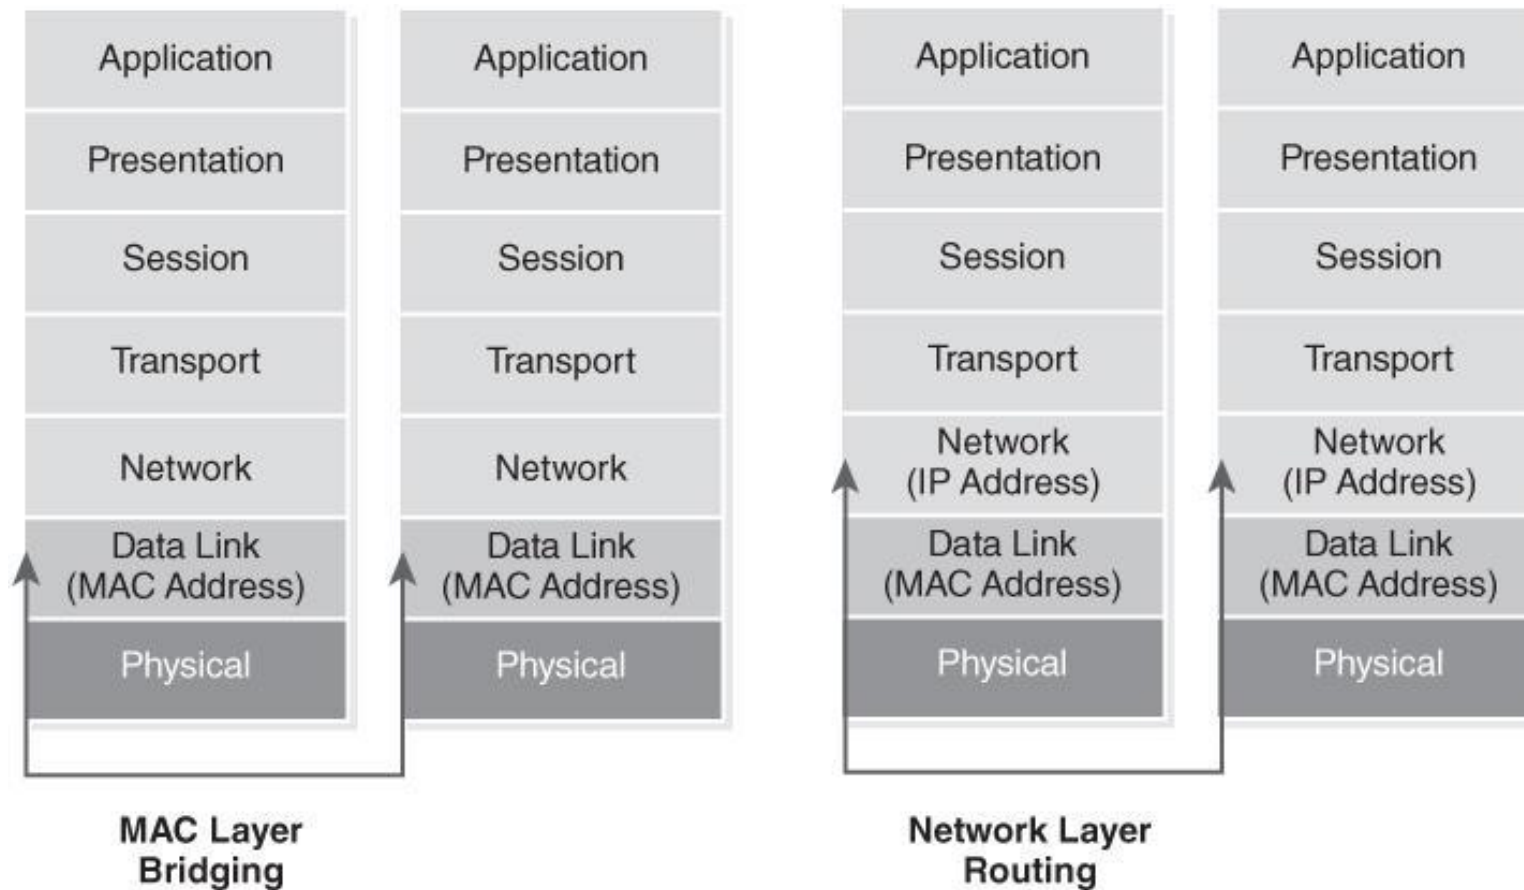 Application
Presentation
Session
Transport
Network
Data Link
(MAC Address)
Physical
Application
Presentation
Session
Transport
Network
Data Link
(MAC Address)
Physical
MAC Layer
Bridging
Application
Presentation
Session
Transport
Network
(IP Address)
Data Link
(MAC Address)
Physical
Application
Presentation
Session
Transport
Network
(IP Address)
Data Link
(MAC Address)
Physical
Network Layer
Routing